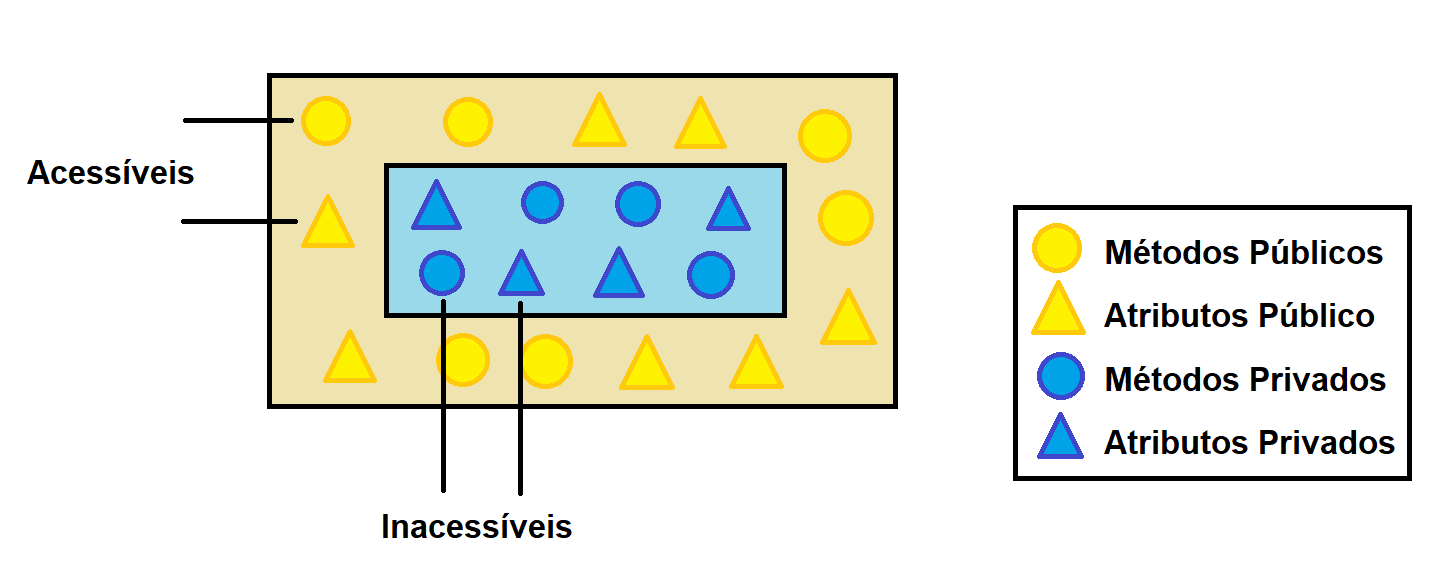 Acessíveis
Inacessíveis
Métodos Públicos
Atributos Público
Métodos Privados
Atributos Privados